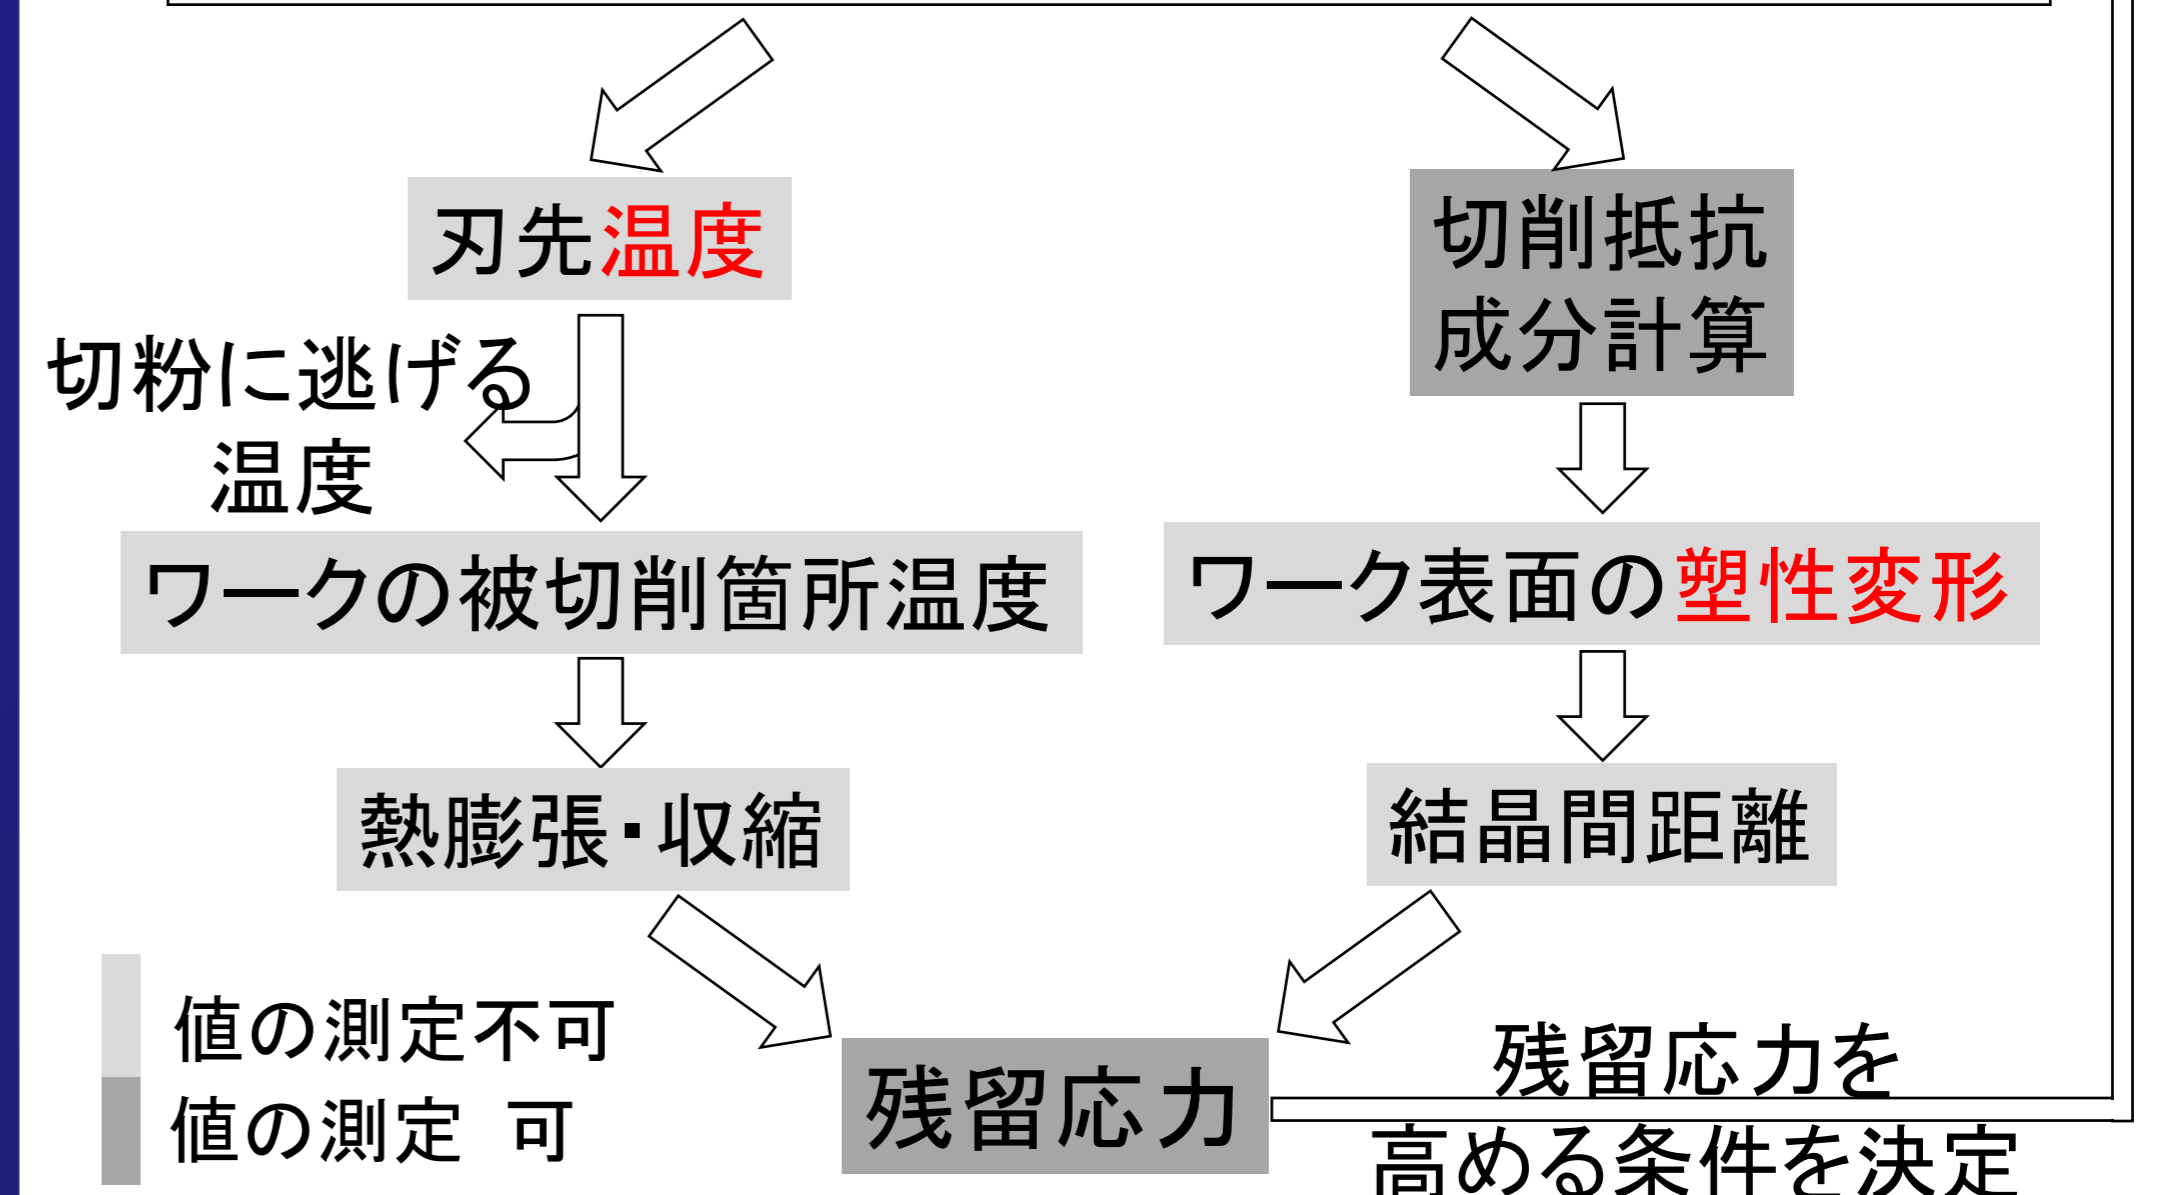 刃先温度
切削抵抗
成分計算
切粉に逃げる
温度
ワークの被切削箇所温度
ワーク表面の塑性変形
熱膨張・収縮
結晶間距離
値の測定不可
値の測定 可
残留応力
残留応力を
高める条件を決定